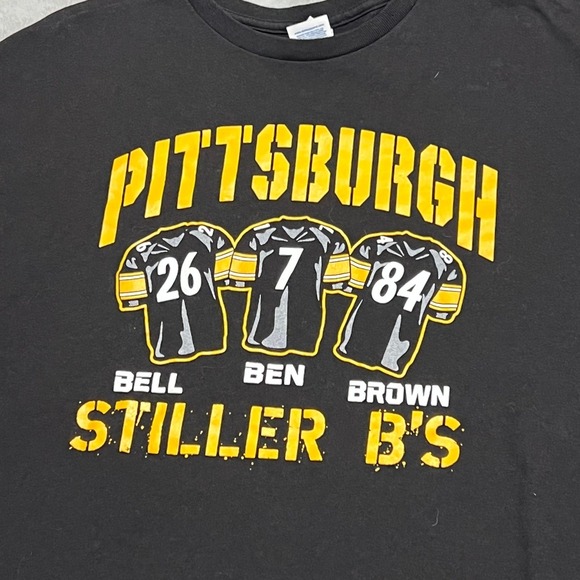 PITTSBURGH
26 7 84
BELL BEN BROWN
STILLER B'S